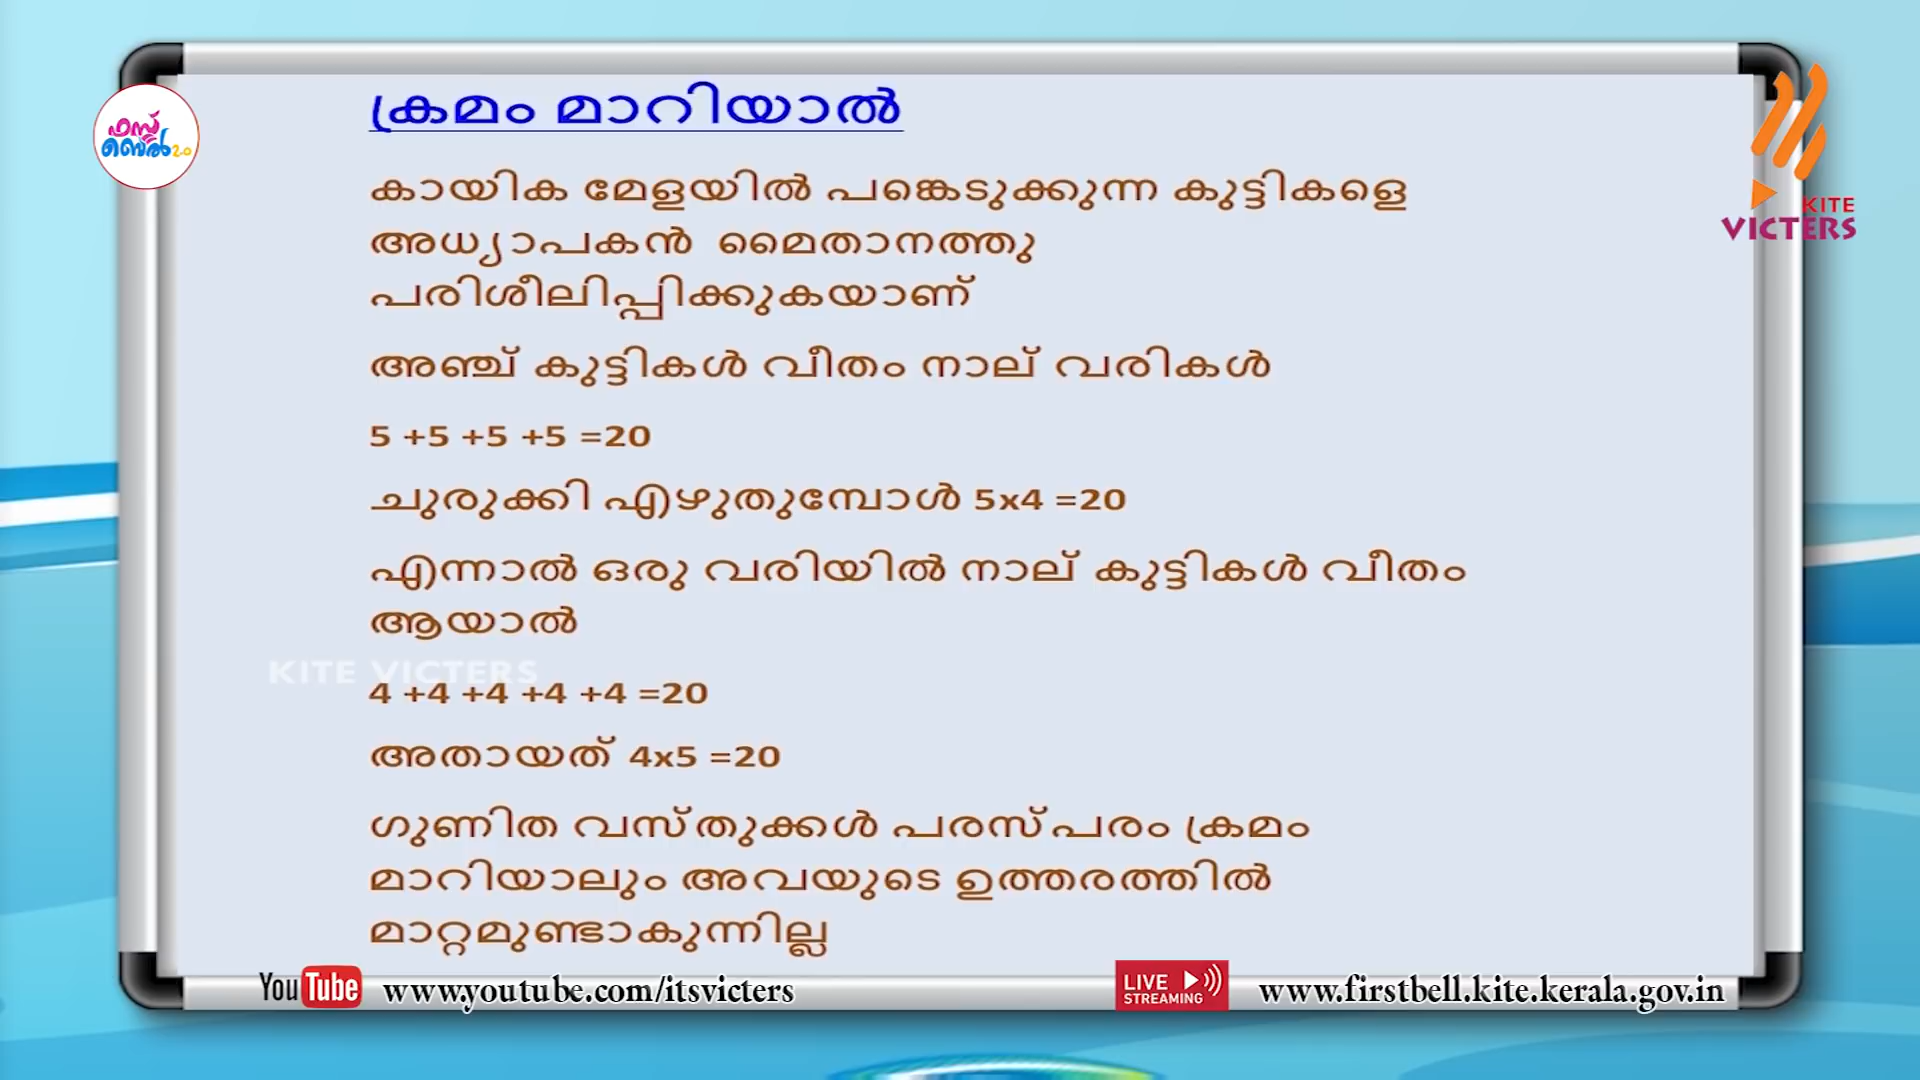 ക്രമം മാറിയാൽ
ഫസ്റ്റ്
ബെൽ 2.0
KITE
VICTERS
കായിക മേളയിൽ പങ്കെടുക്കുന്ന കുട്ടികളെ
അധ്യാപകൻ മൈതാനത്തു
പരിശീലിപ്പിക്കുകയാണ്
അഞ്ച് കുട്ടികൾ വീതം നാല് വരികൾ
5 +5 +5 +5 =20
ചുരുക്കി എഴുതുമ്പോൾ 5x4 =20
എന്നാൽ ഒരു വരിയിൽ നാല് കുട്ടികൾ വീതം
ആയാൽ
KITE VICTERS
4 +4 +4 +4 +4 =20
അതായത് 4x5 =20
ഗുണിത വസ്തുക്കൾ പരസ്പരം ക്രമം
മാറിയാലും അവയുടെ ഉത്തരത്തിൽ
മാറ്റമുണ്ടാകുന്നില്ല
YouTube www.youtube.com/itsvicters
LIVE
STREAMING
www.firstbell.kite.kerala.gov.in